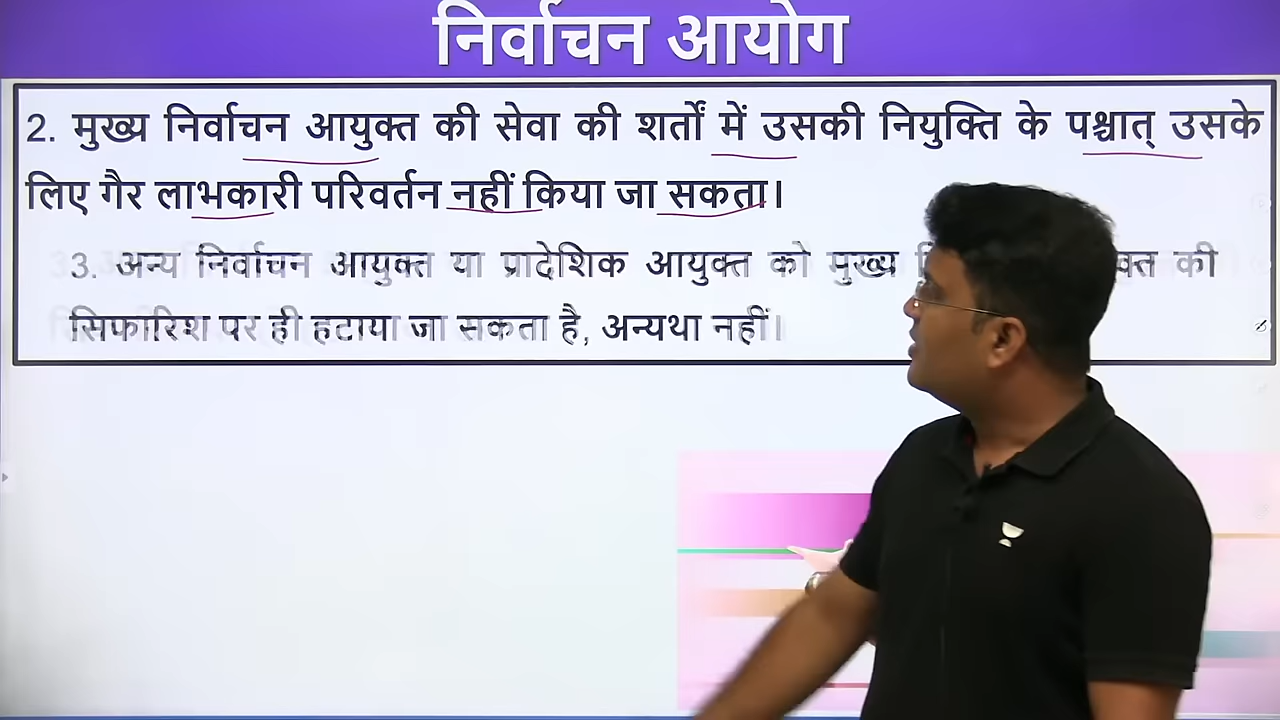 निर्वाचन आयोग
2. मुख्य निर्वाचन आयुक्त की सेवा की शर्तों में उसकी नियुक्ति के पश्चात् उसके
लिए गैर लाभकारी परिवर्तन नहीं किया जा सकता।
3. अन्य निर्वाचन आयुक्त या प्रादेशिक आयुक्त को मुख्य की
सिफारिश पर ही हटाया जा सकता है, अन्यथा नहीं।